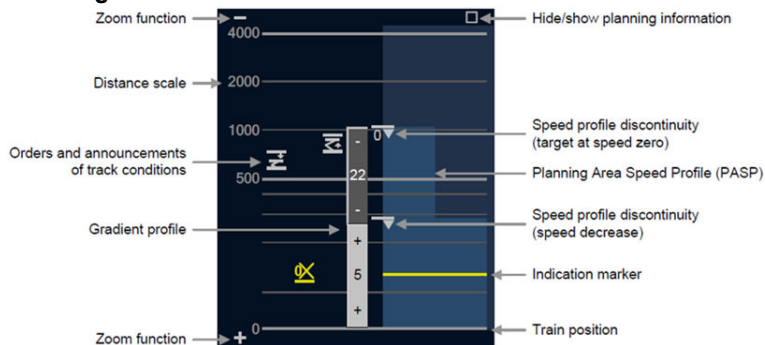 Zoom function
Hide/show planning information
4000
Distance scale
2000
1000
0
Speed profile discontinuity
(target at speed zero)
-
Orders and announcements
of track conditions
500
22
Planning Area Speed Profile (PASP)
-
Speed profile discontinuity
(speed decrease)
Gradient profile
+
5
Indication marker
+
0
Train position
Zoom function